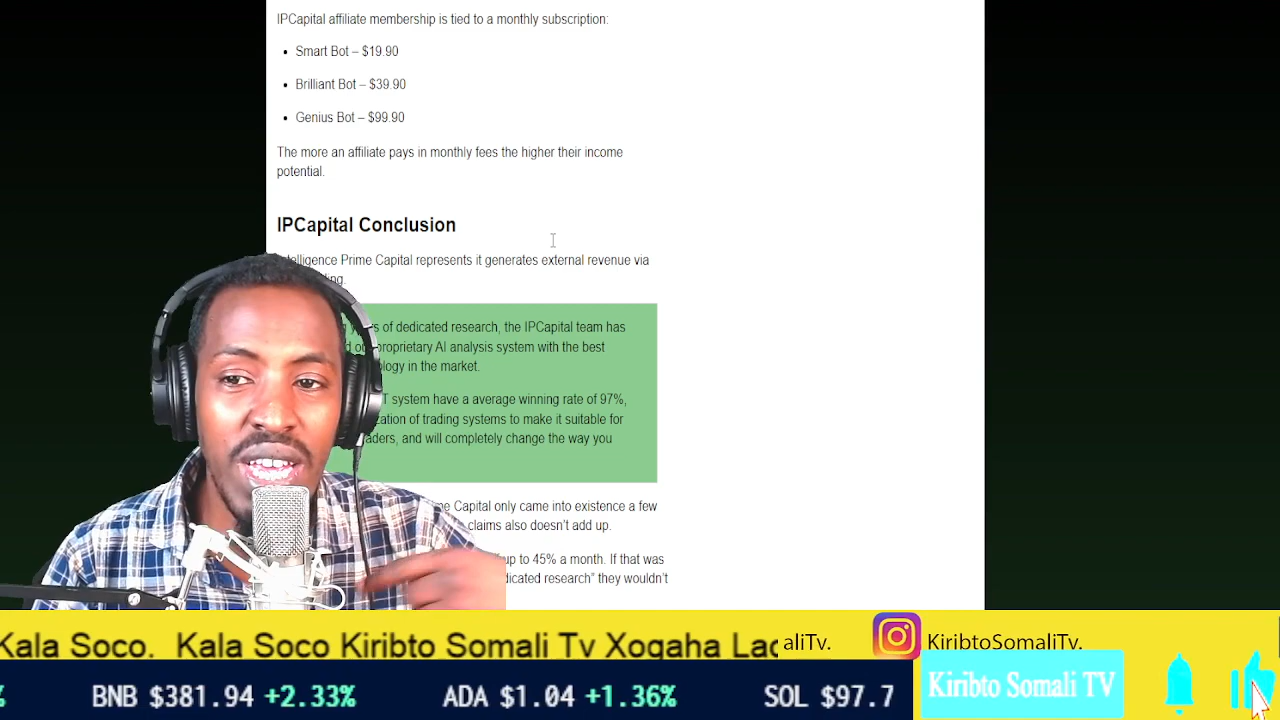 IPCapital affiliate membership is tied to a monthly subscription:
• Smart Bot – $19.90
• Brilliant Bot – $39.90
• Genius Bot – $99.90
The more an affiliate pays in monthly fees the higher their income
potential.
IPCapital Conclusion
Intelligence Prime Capital represents it generates external revenue via
of dedicated research, the IPCapital team has
proprietary AI analysis system with the best
in the market.
system have a average winning rate of 97%,
of trading systems to make it suitable for
and will completely change the way you
Capital only came into existence a few
claims also doesn't add up.
up to 45% a month. If that was
research" they wouldn't
Kala Soco. Kala Soco Kiribto Somali Tv Xogaha
aliTv.
KiribtoSomaliTv.
% BNB $381.94 +2.33% ADA $1.04 +1.36% SOL $97.7
Kiribto Somali TV